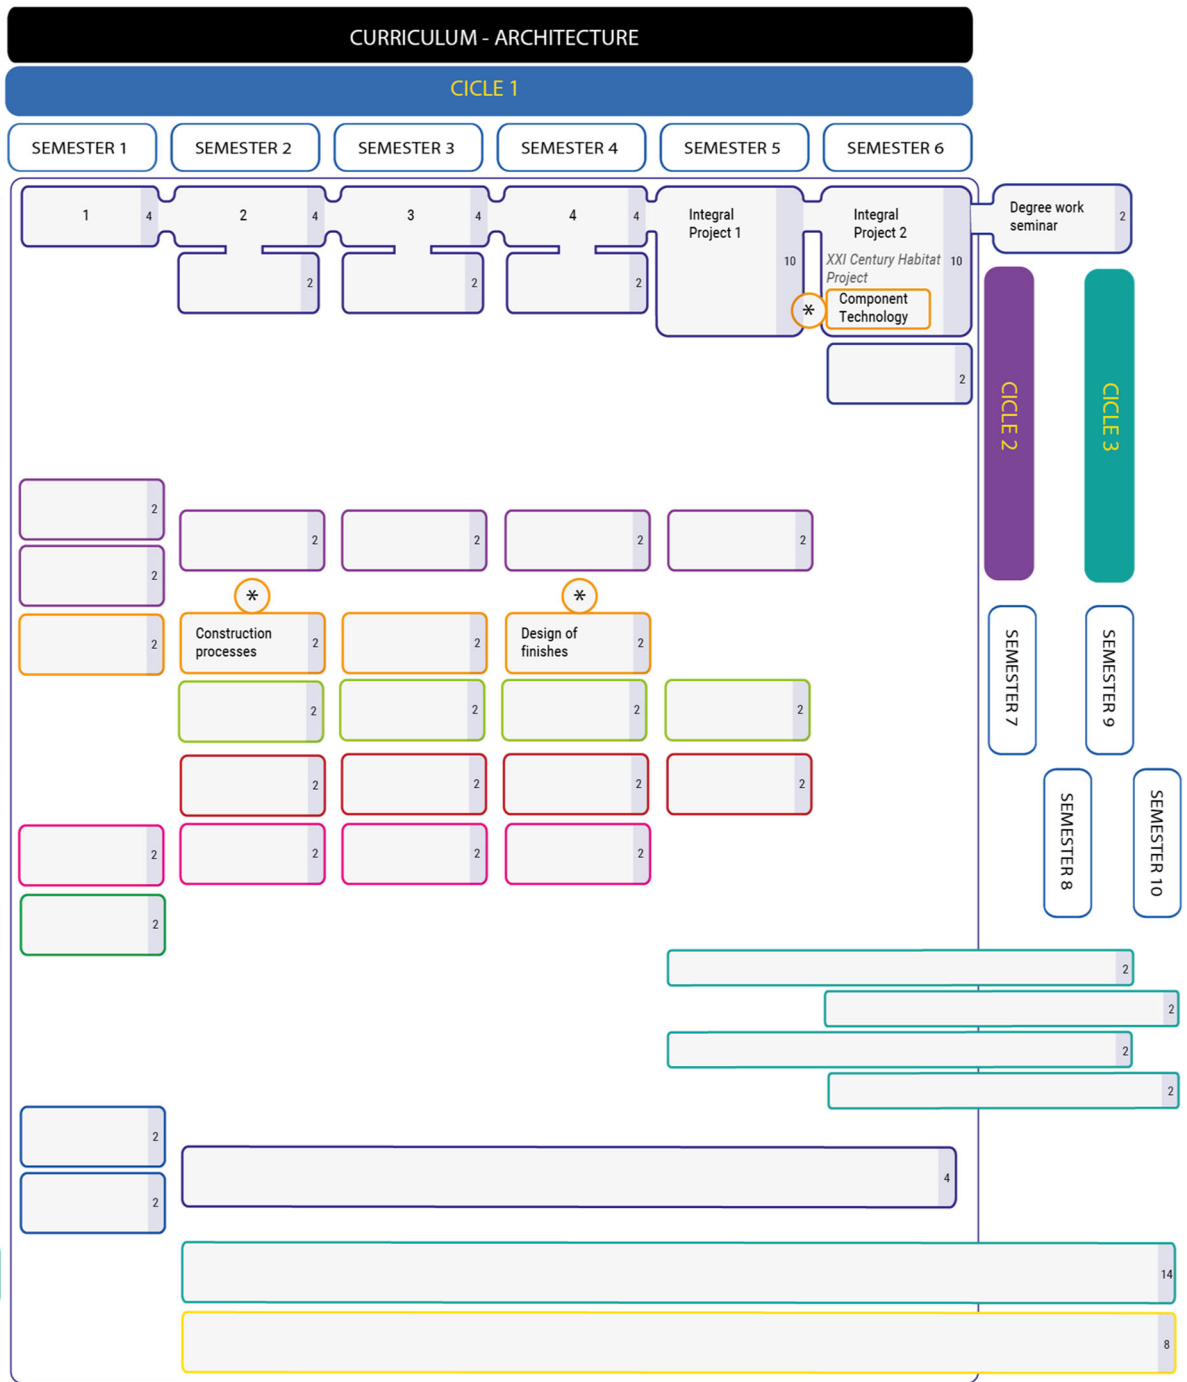 CURRICULUM - ARCHITECTURE
CICLE 1
SEMESTER 1
SEMESTER 2
SEMESTER 3
SEMESTER 4
SEMESTER 5
SEMESTER 6
1
4
2
4
3
4
4
4
Integral
Project 1
10
Integral
Project 2
XXI Century Habitat
Project
10
Component
Technology
*
Degree work
seminar
2
2
2
2
2
CICLE 2
CICLE 3
2
2
2
2
2
2
*
*
2
Construction
processes
2
2
Design of
finishes
2
2
2
2
2
SEMESTER 7
SEMESTER 9
2
2
2
2
SEMESTER 8
SEMESTER 10
2
2
2
2
2
2
2
2
2
2
2
4
14
8